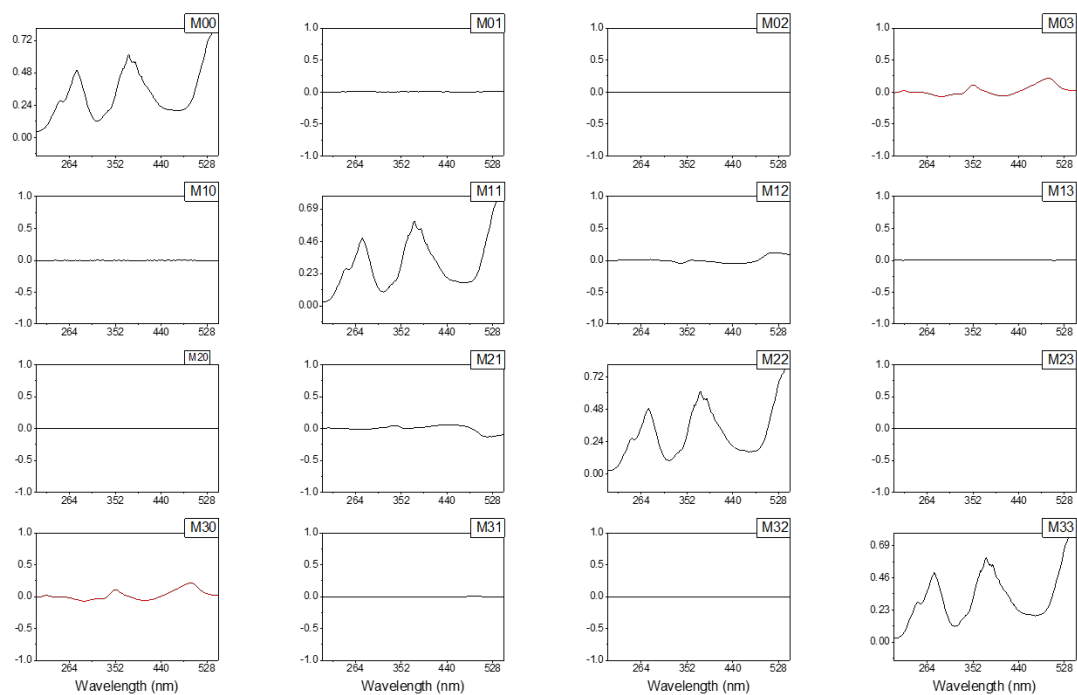 M00 M01 M02 M03
0.72 1.0 1.0 1.0
0.48 0.5 0.5 0.5
0.24 0.0 0.0 0.0
0.00 -0.5 -0.5 -0.5
-1.0 -1.0 -1.0
264 352 440 528 264 352 440 528 264 352 440 528 264 352 440 528
M10 M11 M12 M13
1.0 0.69 1.0 1.0
0.5 0.46 0.5 0.5
0.0 0.23 0.0 0.0
-0.5 0.00 -0.5 -0.5
-1.0 -1.0 -1.0
264 352 440 528 264 352 440 528 264 352 440 528 264 352 440 528
M20 M21 M22 M23
1.0 1.0 0.72 1.0
0.5 0.5 0.48 0.5
0.0 0.0 0.24 0.0
-0.5 -0.5 0.00 -0.5
-1.0 -1.0 -1.0
264 352 440 528 264 352 440 528 264 352 440 528 264 352 440 528
M30 M31 M32 M33
1.0 1.0 1.0 0.69
0.5 0.5 0.5 0.46
0.0 0.0 0.0 0.23
-0.5 -0.5 -0.5 0.00
-1.0 -1.0 -1.0
264 352 440 528 264 352 440 528 264 352 440 528 264 352 440 528
Wavelength (nm) Wavelength (nm) Wavelength (nm) Wavelength (nm)